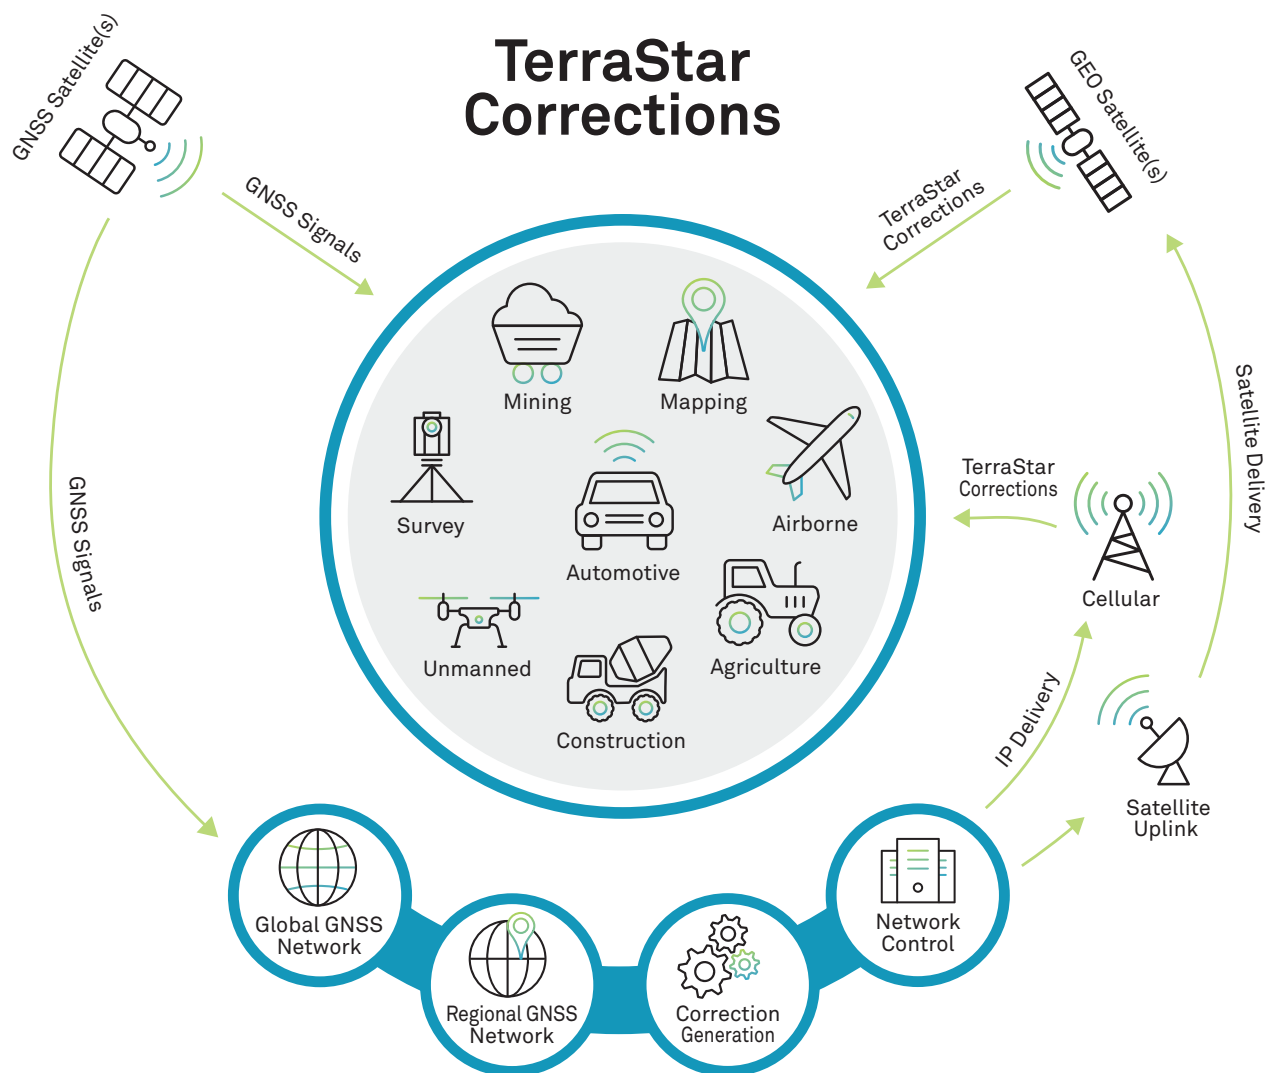 TerraStar
Corrections
GNSS Satellite(s)
GEO Satellite(s)
GNSS Signals
TerraStar
Corrections
Mining
Mapping
Survey
Automotive
Airborne
TerraStar
Corrections
Satellite Delivery
GNSS Signals
Cellular
Unmanned
Agriculture
Construction
IP Delivery
Satellite
Uplink
Global GNSS
Network
Regional GNSS
Network
Correction
Generation
Network
Control